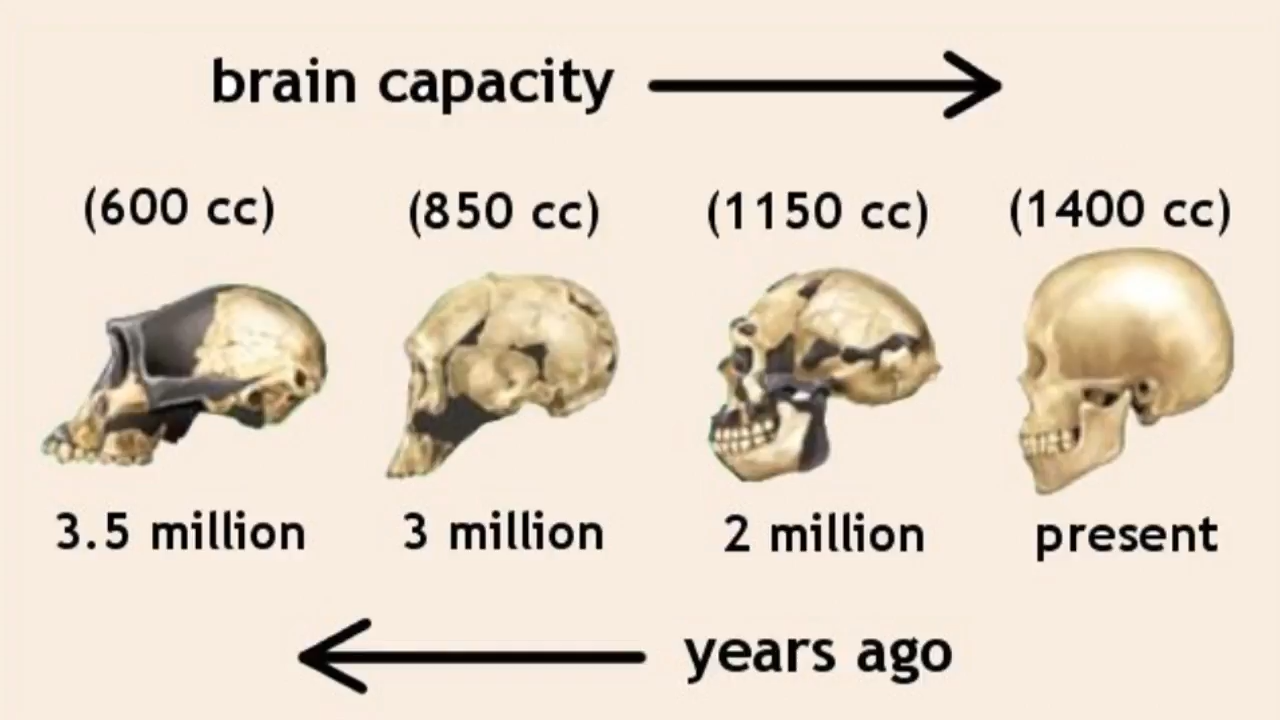 brain capacity
(600 cc) (850 cc) (1150 cc) (1400 cc)
3.5 million 3 million 2 million present
years ago